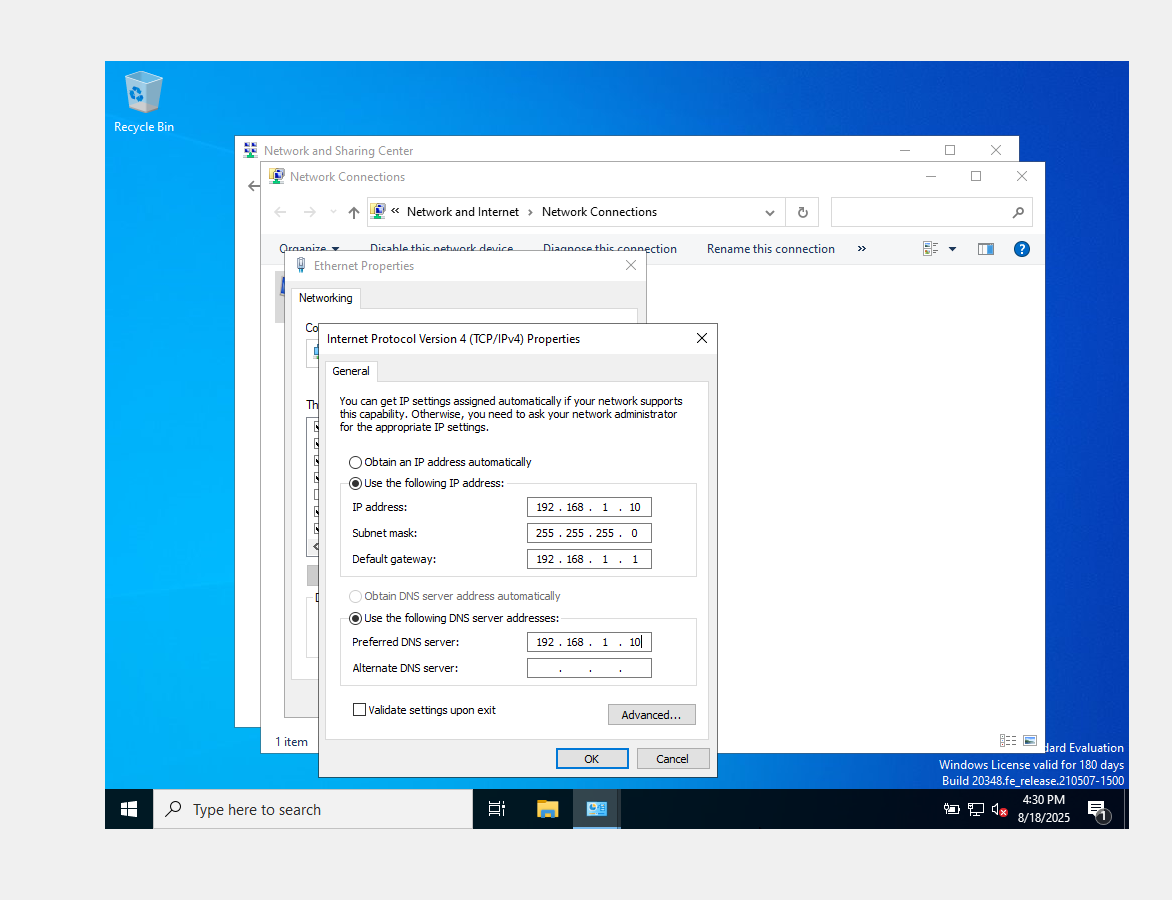 Recycle Bin
Network and Sharing Center
Network Connections
« Network and Internet › Network Connections
Organize Disable this network device Diagnose this connection Rename this connection »
Ethernet Properties
Networking
Internet Protocol Version 4 (TCP/IPv4) Properties
General
You can get IP settings assigned automatically if your network supports
this capability. Otherwise, you need to ask your network administrator
for the appropriate IP settings.
Obtain an IP address automatically
Use the following IP address:
IP address: 192 . 168 . 1 . 10
Subnet mask: 255 . 255 . 255 . 0
Default gateway: 192 . 168 . 1 . 1
Obtain DNS server address automatically
Use the following DNS server addresses:
Preferred DNS server: 192 . 168 . 1 . 10
Alternate DNS server: . . .
Validate settings upon exit
Advanced...
OK Cancel
1 item
dard Evaluation
Windows License valid for 180 days
Build 20348.fe_release.210507-1500
Type here to search
4:30 PM
8/18/2025
1